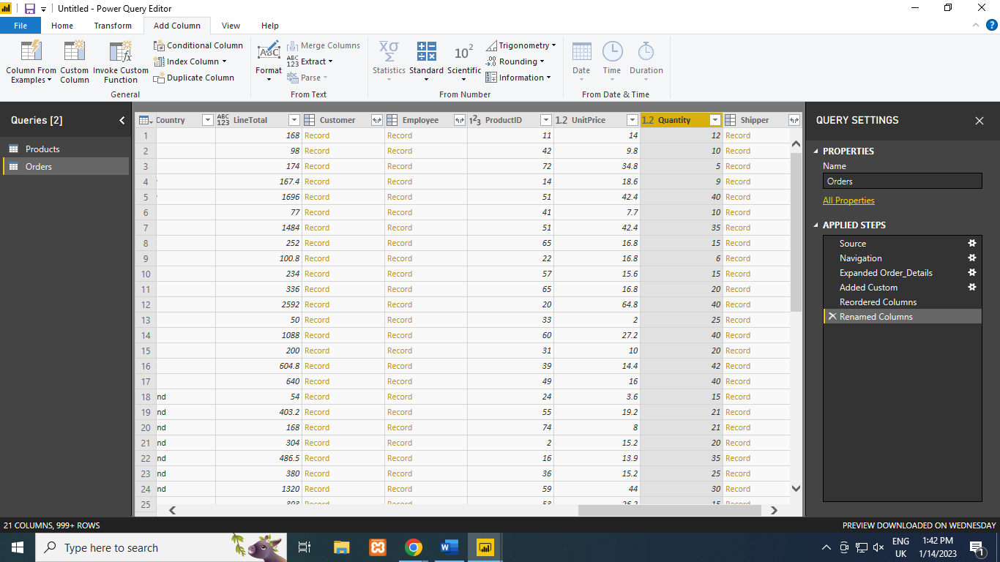 Untitled - Power Query Editor
File Home Transform Add Column View Help
Column From Examples
Custom Column
Invoke Custom Function
Conditional Column
Index Column
Duplicate Column
General
Format
Merge Columns
ABC 123 Extract
abc Parse
From Text
Statistics
Standard
10² Scientific
Trigonometry
.00 Rounding
Information
From Number
Date
Time
Duration
From Date & Time
Queries [2]
Products
Orders
Country ABC 123 LineTotal Customer Employee 1²3 ProductID 1.2 UnitPrice 1.2 Quantity Shipper
1 168 Record Record 11 14 12 Record
2 98 Record Record 42 9.8 10 Record
3 174 Record Record 72 34.8 5 Record
4 167.4 Record Record 14 18.6 9 Record
5 1696 Record Record 51 42.4 40 Record
6 77 Record Record 41 7.7 10 Record
7 1484 Record Record 51 42.4 35 Record
8 252 Record Record 65 16.8 15 Record
9 100.8 Record Record 22 16.8 6 Record
10 234 Record Record 57 15.6 15 Record
11 336 Record Record 65 16.8 20 Record
12 2592 Record Record 20 64.8 40 Record
13 50 Record Record 33 2 25 Record
14 1088 Record Record 60 27.2 40 Record
15 200 Record Record 31 10 20 Record
16 604.8 Record Record 39 14.4 42 Record
17 640 Record Record 49 16 40 Record
18 nd 54 Record Record 24 3.6 15 Record
19 nd 403.2 Record Record 55 19.2 21 Record
20 nd 168 Record Record 74 8 21 Record
21 nd 304 Record Record 2 15.2 20 Record
22 nd 486.5 Record Record 16 13.9 35 Record
23 nd 380 Record Record 36 15.2 25 Record
24 nd 1320 Record Record 59 44 30 Record
25
QUERY SETTINGS
PROPERTIES
Name
Orders
All Properties
APPLIED STEPS
Source
Navigation
Expanded Order_Details
Added Custom
Reordered Columns
Renamed Columns
21 COLUMNS, 999+ ROWS
PREVIEW DOWNLOADED ON WEDNESDAY
Type here to search
ENG
UK
1:42 PM
1/14/2023
1